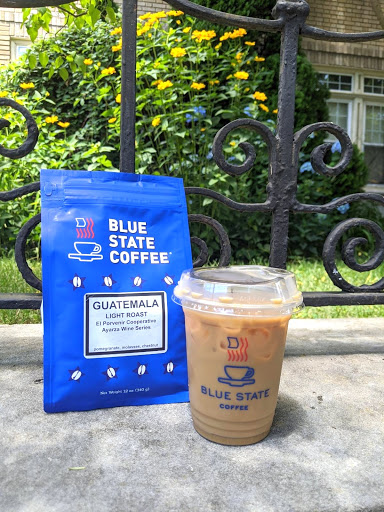 BLUE
STATE
COFFEE
GUATEMALA
LIGHT ROAST
El Porvenir Cooperative
Ayarza Wine Series
pomegranate, molasses, chestnut
Net Weight 12 oz (340 g)
BLUE STATE
COFFEE